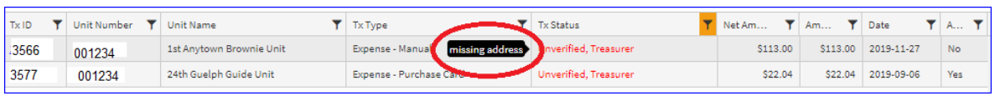 Tx ID Unit Number Unit Name Tx Type Tx Status Net Am... Am... Date A...
3566 001234 1st Anytown Brownie Unit Expense - Manual missing address Unverified, Treasurer $113.00 $113.00 2019-11-27 No
3577 001234 24th Guelph Guide Unit Expense - Purchase Card Unverified, Treasurer $22.04 $22.04 2019-09-06 Yes